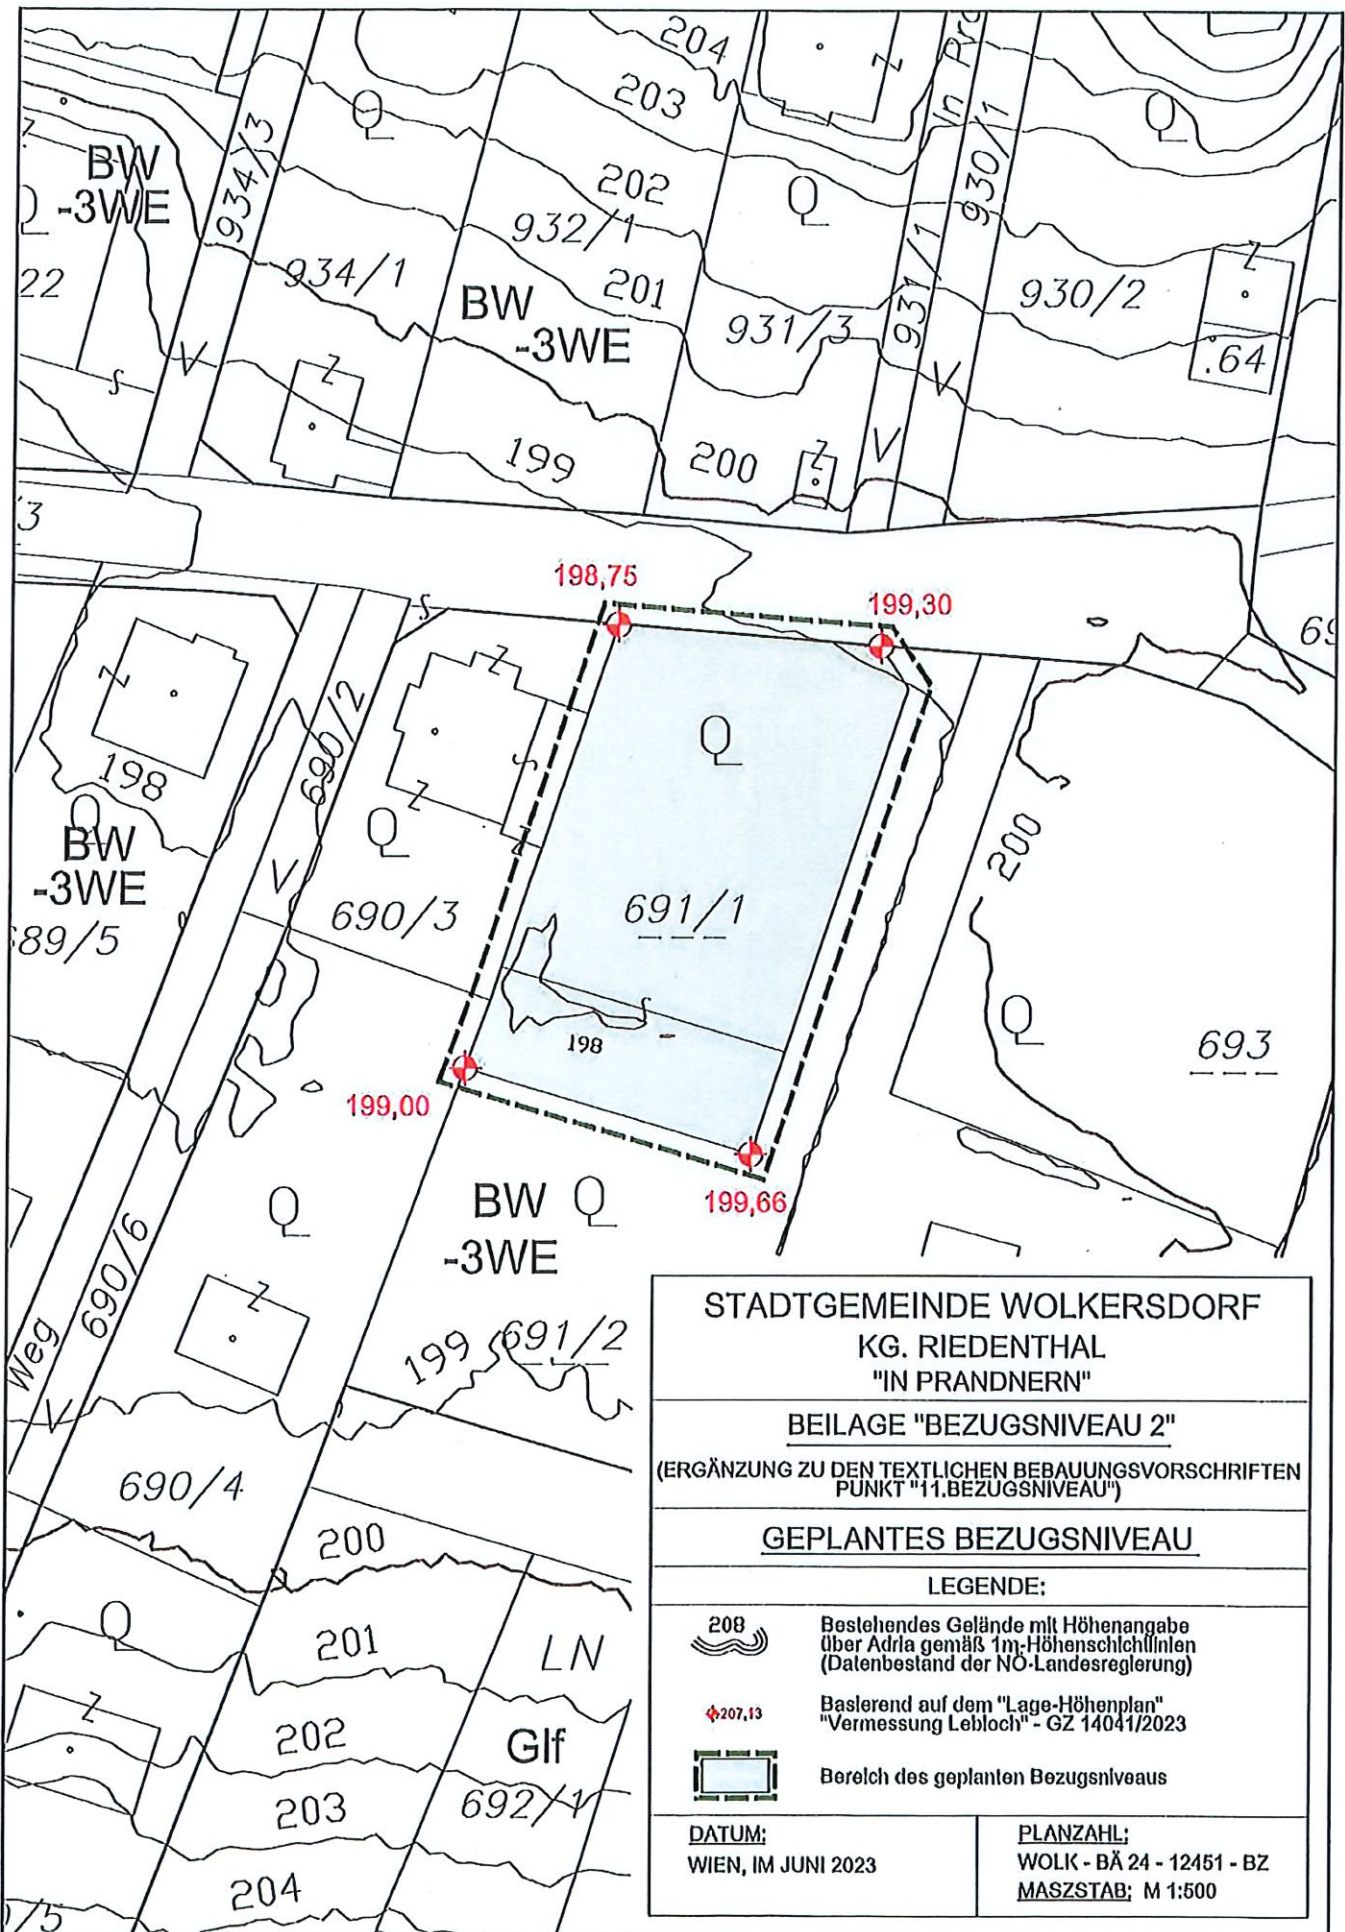 204
203
In Pro
930/1
934/3
BW
-3WE
202
932/1
22
934/1
201
BW
-3WE
931/3
931/1
930/2
.64
199
200
3
198,75
199,30
69
690/2
198
BW
-3WE
89/5
690/3
691/1
200
198
693
199,00
199,66
BW
-3WE
690/6
Weg
199
691/2
690/4
200
201
LN
202
Glf
203
692/1
204
/5
STADTGEMEINDE WOLKERSDORF
KG. RIEDENTHAL
"IN PRANDNERN"
BEILAGE "BEZUGSNIVEAU 2"
(ERGÄNZUNG ZU DEN TEXTLICHEN BEBAUUNGSVORSCHRIFTEN
PUNKT "11.BEZUGSNIVEAU")
GEPLANTES BEZUGSNIVEAU
LEGENDE:
208
Bestehendes Gelände mit Höhenangabe
über Adria gemäß 1m-Höhenschichtlinien
(Datenbestand der NÖ-Landesregierung)
207,13
Basierend auf dem "Lage-Höhenplan"
"Vermessung Lebloch" - GZ 14041/2023
Bereich des geplanten Bezugsniveaus
DATUM:
WIEN, IM JUNI 2023
PLANZAHL:
WOLK - BÄ 24 - 12451 - BZ
MASZSTAB: M 1:500